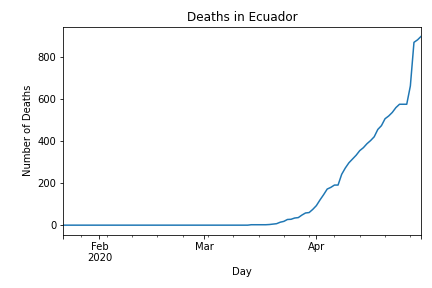 Deaths in Ecuador
Number of Deaths
800
600
400
200
0
Feb
2020
Mar
Apr
Day